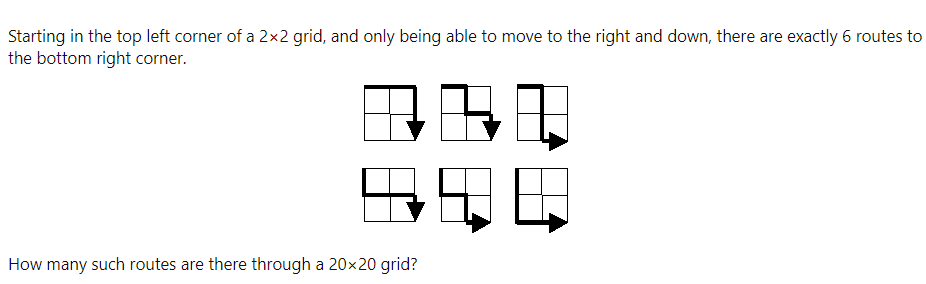 Starting in the top left corner of a 2×2 grid, and only being able to move to the right and down, there are exactly 6 routes to
the bottom right corner.
How many such routes are there through a 20×20 grid?